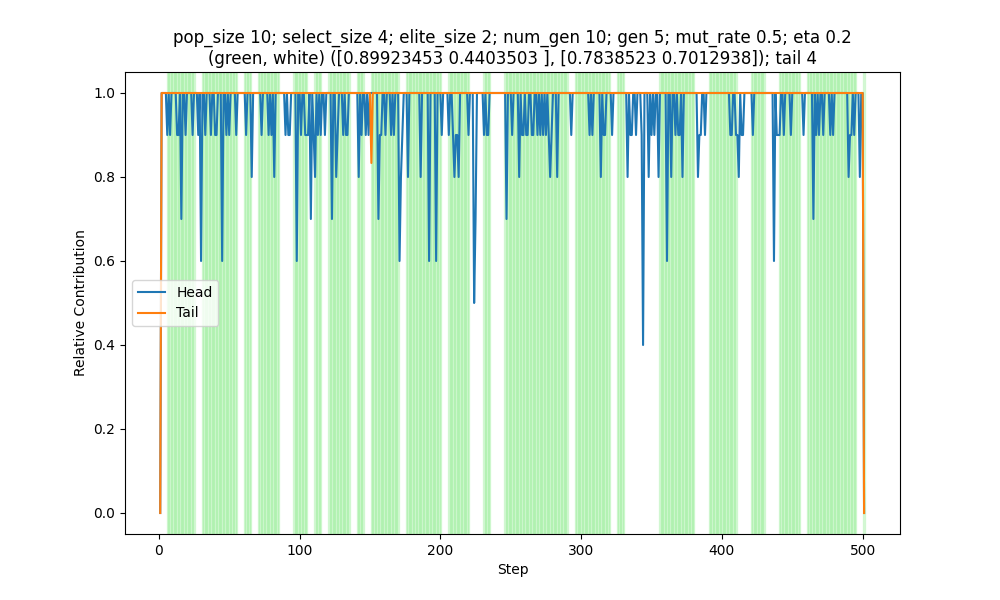 pop_size 10; select_size 4; elite_size 2; num_gen 10; gen 5; mut_rate 0.5; eta 0.2
(green, white) ([0.89923453 0.4403503 ], [0.7838523 0.7012938]); tail 4
1.0
0.8
0.6
0.4
0.2
0.0
Relative Contribution
Head
Tail
0
100
200
300
400
500
Step